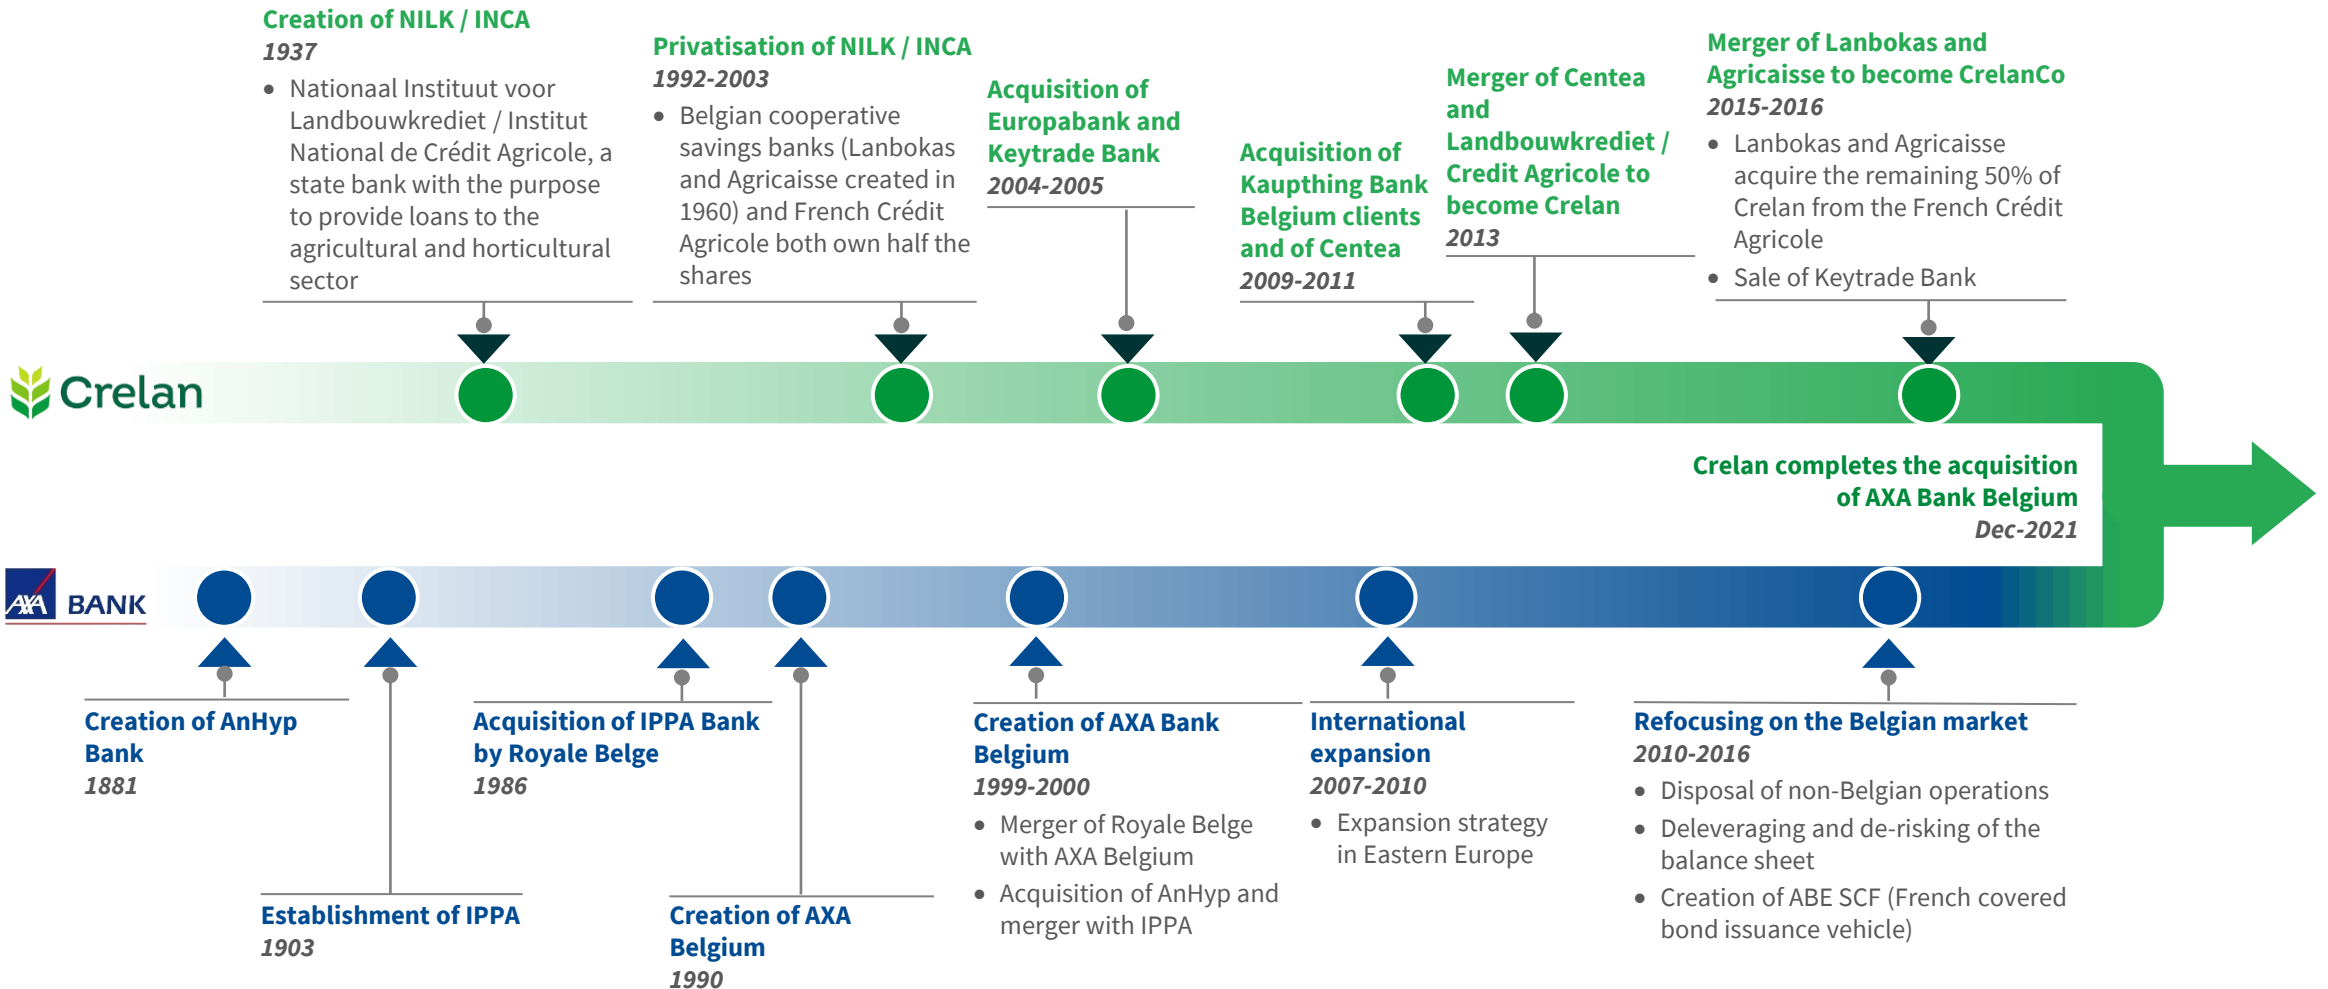 Creation of NILK / INCA
1937
• Nationaal Instituut voor
Landbouwkrediet / Institut
National de Crédit Agricole, a
state bank with the purpose
to provide loans to the
agricultural and horticultural
sector
Privatisation of NILK / INCA
1992-2003
• Belgian cooperative
savings banks (Lanbokas
and Agricaisse created in
1960) and French Crédit
Agricole both own half the
shares
Acquisition of
Europabank and
Keytrade Bank
2004-2005
Acquisition of
Kaupthing Bank
Belgium clients
and of Centea
2009-2011
Merger of Centea
and
Landbouwkrediet /
Credit Agricole to
become Crelan
2013
Merger of Lanbokas and
Agricaisse to become CrelanCo
2015-2016
• Lanbokas and Agricaisse
acquire the remaining 50% of
Crelan from the French Crédit
Agricole
• Sale of Keytrade Bank
Crelan
Crelan completes the acquisition
of AXA Bank Belgium
Dec-2021
AXA BANK
Creation of AnHyp
Bank
1881
Establishment of IPPA
1903
Acquisition of IPPA Bank
by Royale Belge
1986
Creation of AXA
Belgium
1990
Creation of AXA Bank
Belgium
1999-2000
• Merger of Royale Belge
with AXA Belgium
• Acquisition of AnHyp and
merger with IPPA
International
expansion
2007-2010
• Expansion strategy
in Eastern Europe
Refocusing on the Belgian market
2010-2016
• Disposal of non-Belgian operations
• Deleveraging and de-risking of the
balance sheet
• Creation of ABE SCF (French covered
bond issuance vehicle)